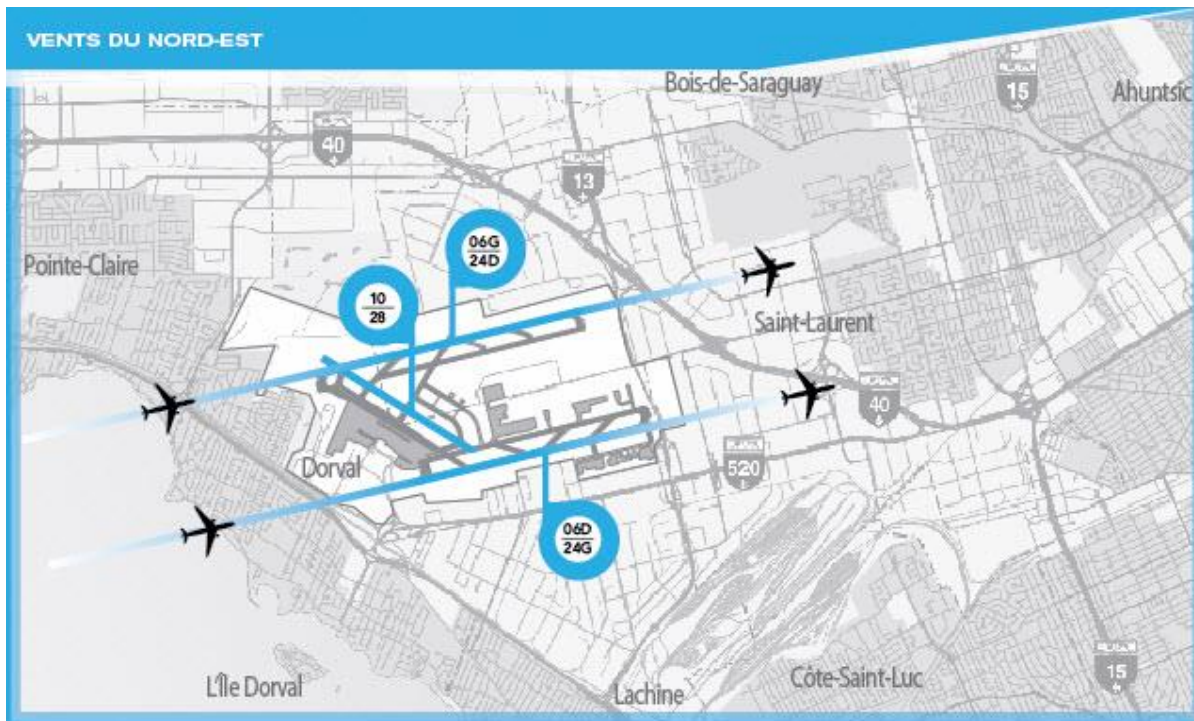 VENTS DU NORD-EST
Bois-de-Saraguay
15
Ahuntsic
40
13
Pointe-Claire
06G
24D
10
28
Saint-Laurent
40
Dorval
520
06D
24G
L'Île Dorval
Lachine
Côte-Saint-Luc
15